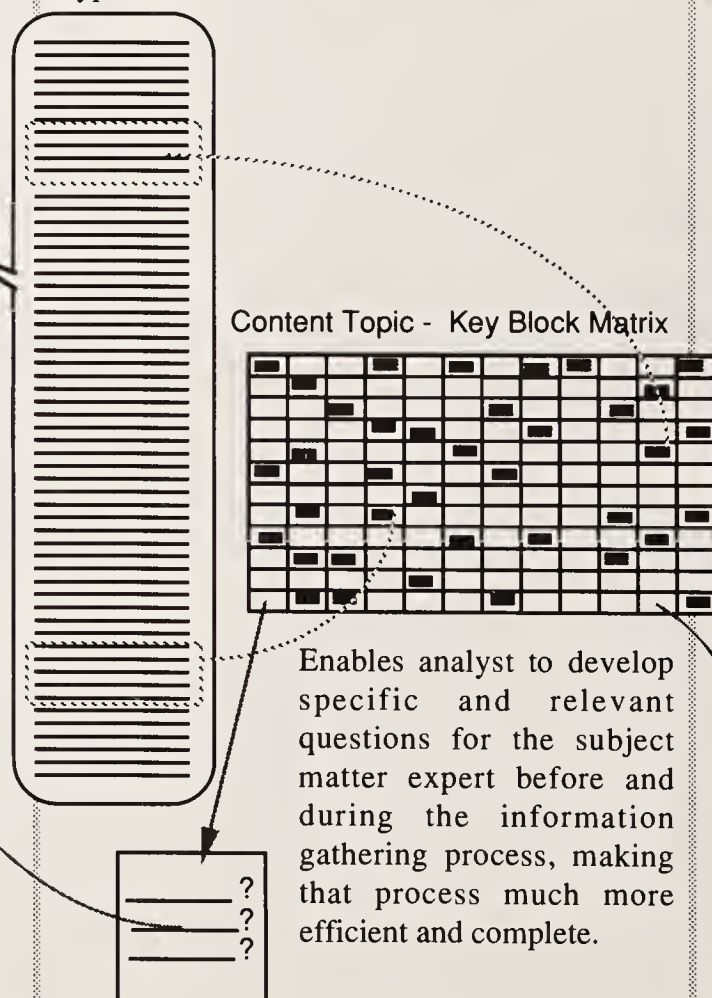 Content Topic - Key Block Matrix
Enables analyst to develop
specific and relevant
questions for the subject
matter expert before and
during the information
gathering process, making
that process much more
efficient and complete.
?
?
?